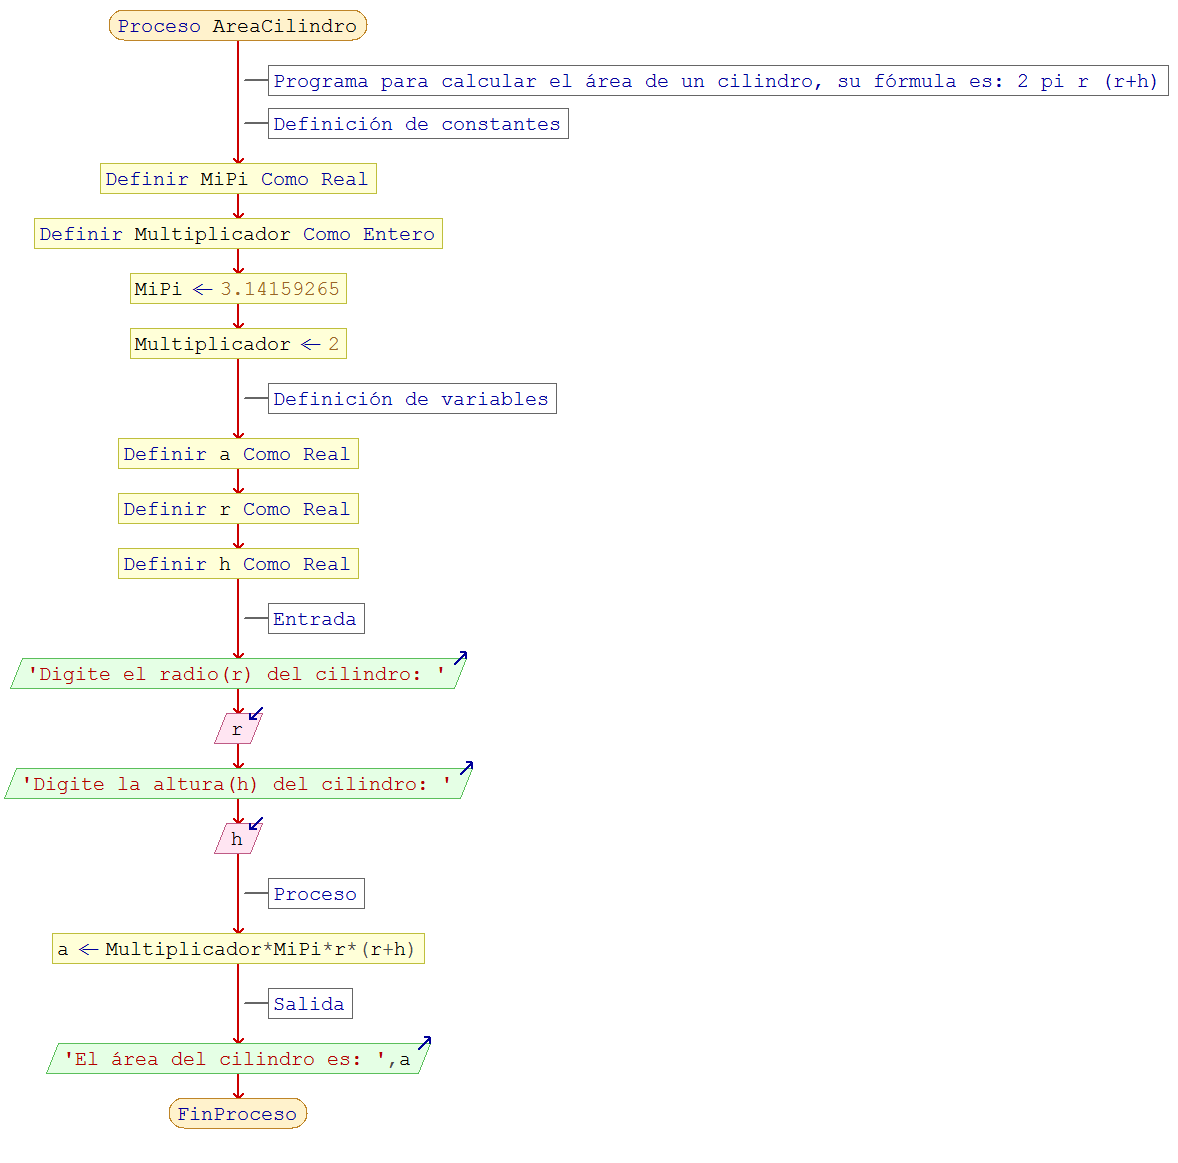 Proceso AreaCilindro
Programa para calcular el área de un cilindro, su fórmula es: 2 pi r (r+h)
Definición de constantes
Definir MiPi Como Real
Definir Multiplicador Como Entero
MiPi ← 3.14159265
Multiplicador ← 2
Definición de variables
Definir a Como Real
Definir r Como Real
Definir h Como Real
Entrada
'Digite el radio(r) del cilindro: '
r
'Digite la altura(h) del cilindro: '
h
Proceso
a ← Multiplicador*MiPi*r*(r+h)
Salida
'El área del cilindro es: ',a
FinProceso